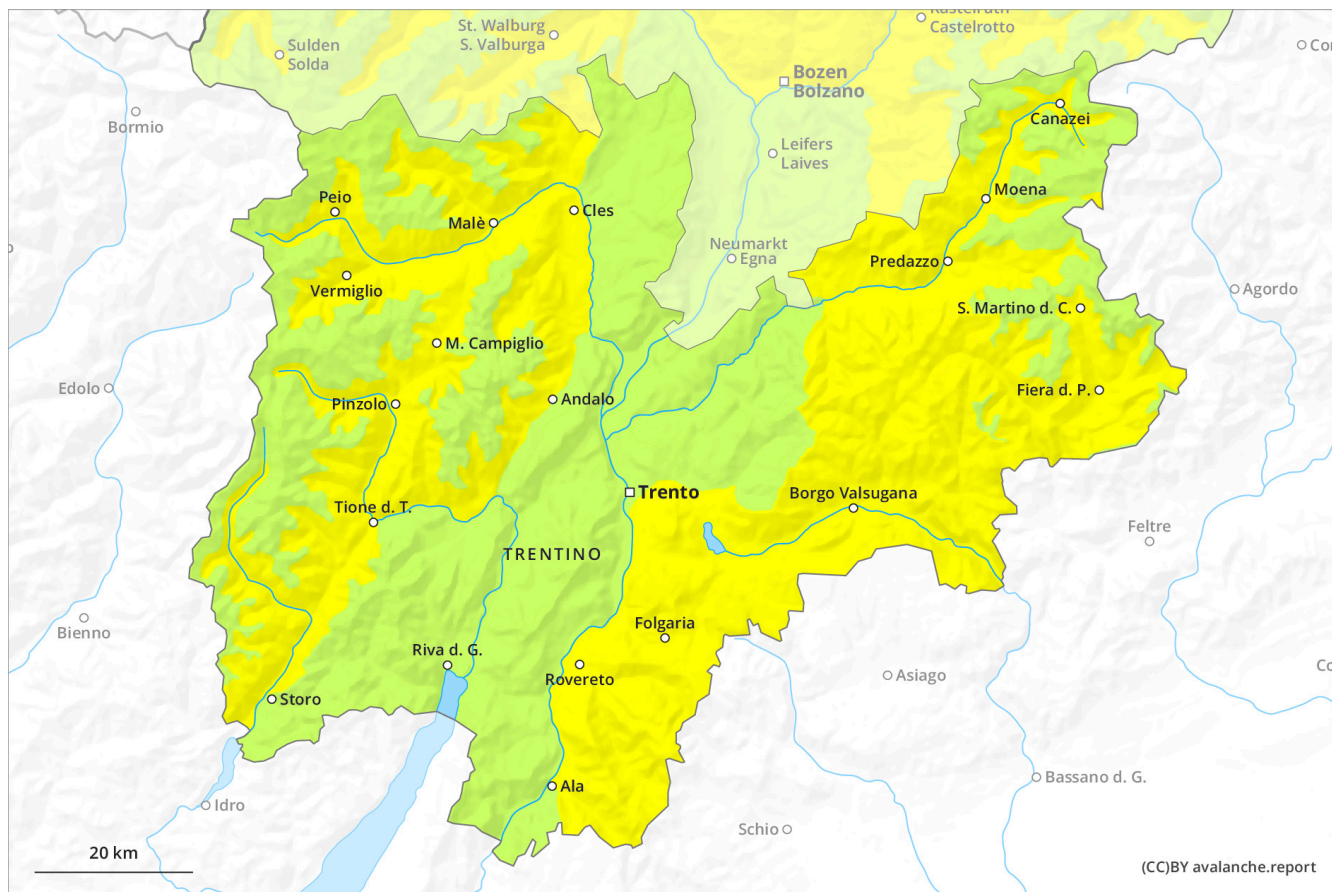 Kastelruth
Castelrotto
St. Walburg
S. Valburga
Sulden
Solda
Bozen
Bolzano
Bormio
Canazei
Leifers
Laives
Moena
Peio
Malè
Cles
Neumarkt
Egna
Predazzo
Vermiglio
Agordo
S. Martino d. C.
M. Campiglio
Edolo
Fiera d. P.
Pinzolo
Andalo
Trento
Borgo Valsugana
Tione d. T.
Feltre
TRENTINO
Bienno
Folgaria
Riva d. G.
Rovereto
Asiago
Storo
Bassano d. G.
Ala
Idro
Schio
20 km
(CC)BY avalanche.report